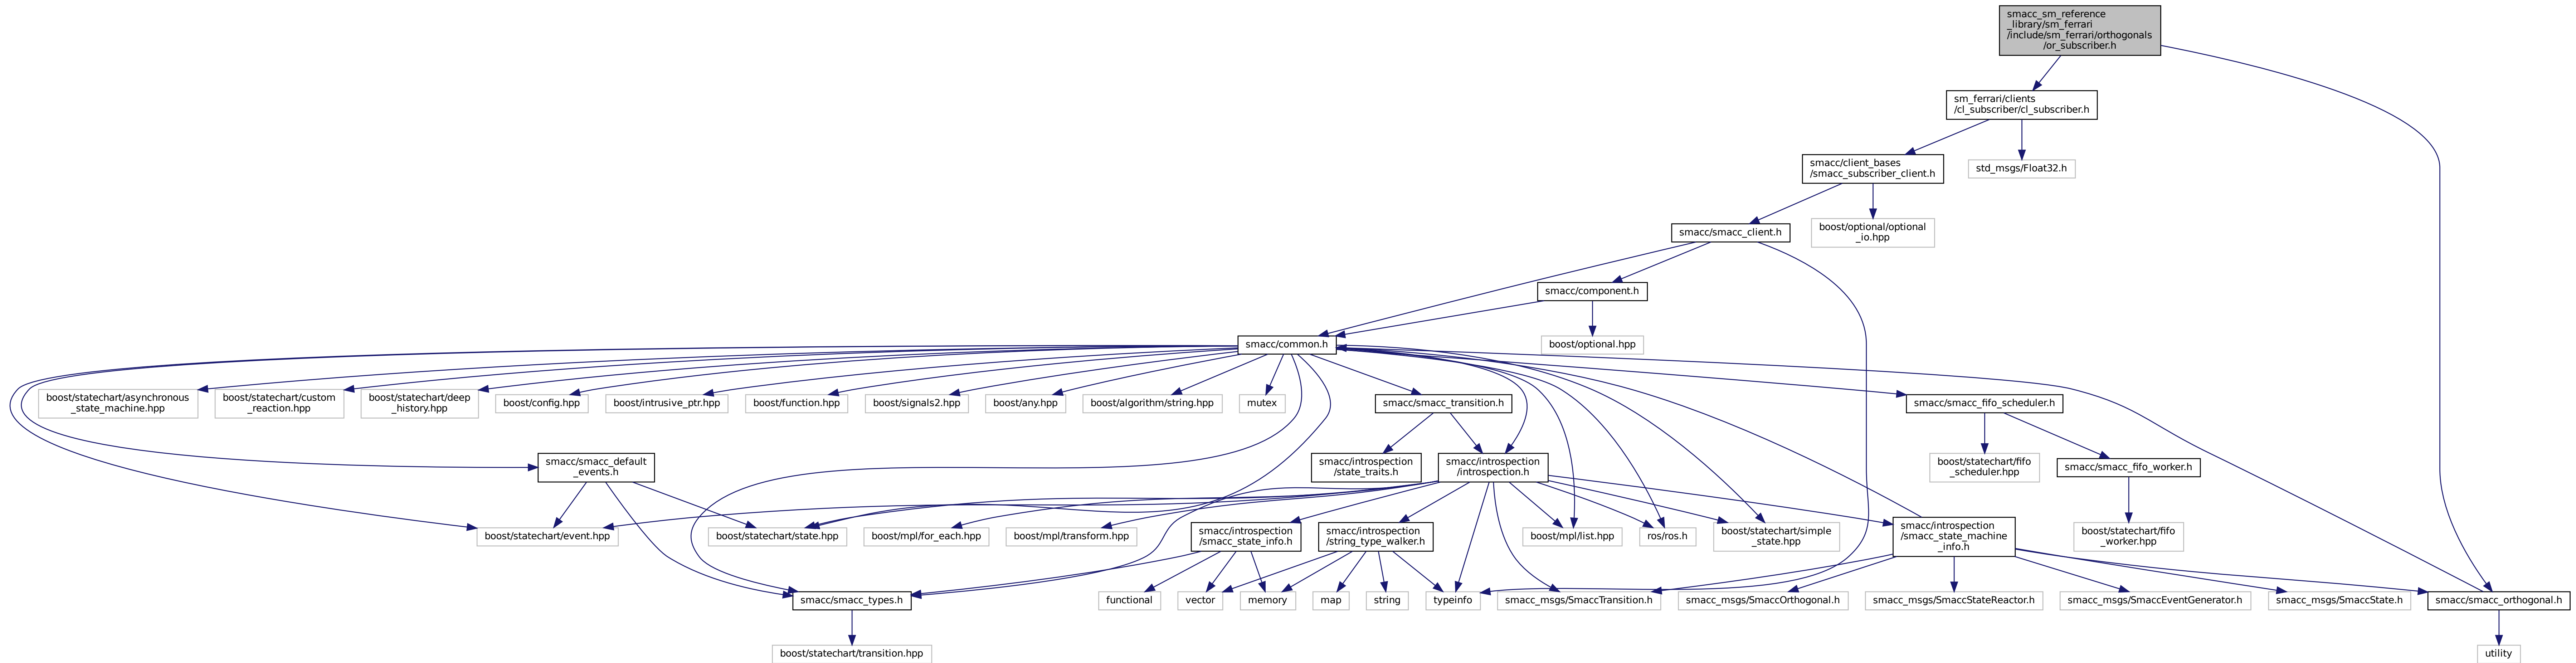 smacc_sm_reference
_library/sm_ferrari
/include/sm_ferrari/orthogonals
/or_subscriber.h
sm_ferrari/clients
/cl_subscriber/cl_subscriber.h
smacc/client_bases
/smacc_subscriber_client.h
std_msgs/Float32.h
smacc/smacc_client.h
boost/optional/optional
_io.hpp
smacc/component.h
smacc/common.h
boost/optional.hpp
boost/statechart/asynchronous
_state_machine.hpp
boost/statechart/custom
_reaction.hpp
boost/statechart/deep
_history.hpp
boost/config.hpp
boost/intrusive_ptr.hpp
boost/function.hpp
boost/signals2.hpp
boost/any.hpp
boost/algorithm/string.hpp
mutex
smacc/smacc_transition.h
smacc/smacc_fifo_scheduler.h
smacc/smacc_default
_events.h
smacc/introspection
/state_traits.h
smacc/introspection
/introspection.h
boost/statechart/fifo
_scheduler.hpp
smacc/smacc_fifo_worker.h
boost/statechart/event.hpp
boost/statechart/state.hpp
boost/mpl/for_each.hpp
boost/mpl/transform.hpp
smacc/introspection
/smacc_state_info.h
smacc/introspection
/string_type_walker.h
boost/mpl/list.hpp
ros/ros.h
boost/statechart/simple
_state.hpp
smacc/introspection
/smacc_state_machine
_info.h
boost/statechart/fifo
_worker.hpp
smacc/smacc_types.h
functional
vector
memory
map
string
typeinfo
smacc_msgs/SmaccTransition.h
smacc_msgs/SmaccOrthogonal.h
smacc_msgs/SmaccStateReactor.h
smacc_msgs/SmaccEventGenerator.h
smacc_msgs/SmaccState.h
smacc/smacc_orthogonal.h
boost/statechart/transition.hpp
utility